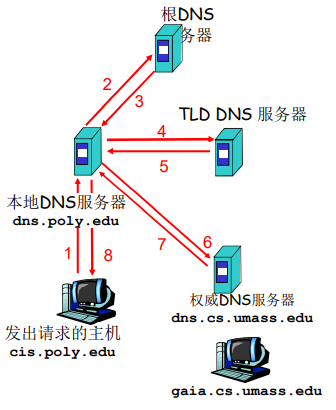 根DNS
服务器
2
3
TLD DNS 服务器
4
5
本地DNS服务器
dns.poly.edu
6
7
1
8
权威DNS服务器
dns.cs.umass.edu
发出请求的主机
cis.poly.edu
gaia.cs.umass.edu